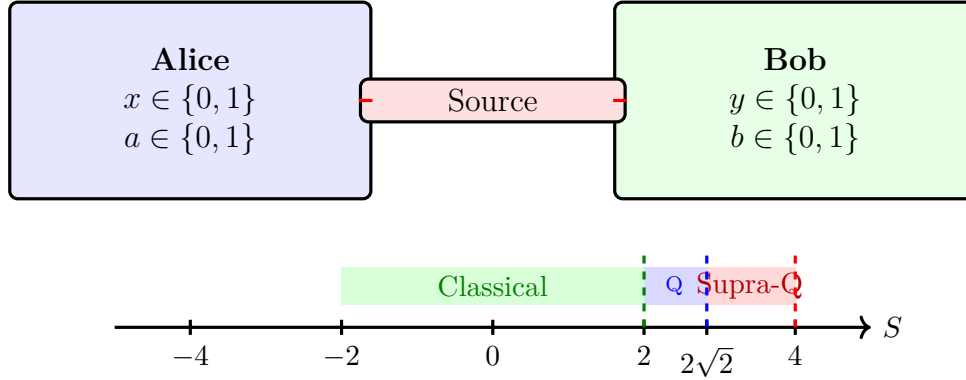 Alice
x ∈ {0, 1}
a ∈ {0, 1}
Source
Bob
y ∈ {0, 1}
b ∈ {0, 1}
Classical
Q
Supra-Q
S
−4
−2
0
2
2√2
4